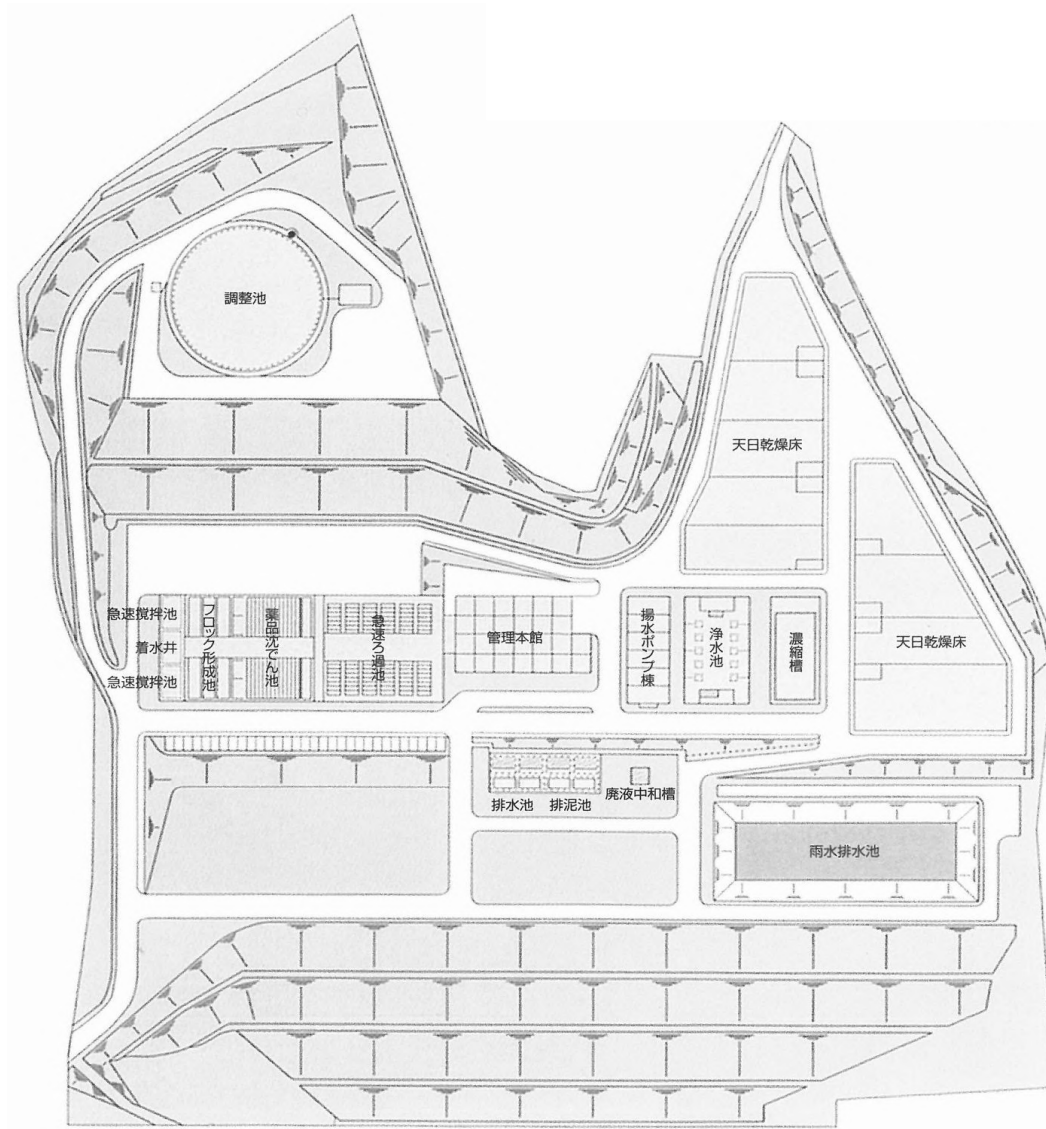 調整池
天日乾燥床
天日乾燥床
急速攪拌池
着水井
急速攪拌池
フロック形成池
薬品沈でん池
急速ろ過池
管理本館
揚水ポンプ棟
浄水池
濃縮槽
排水池
排泥池
廃液中和槽
雨水排水池